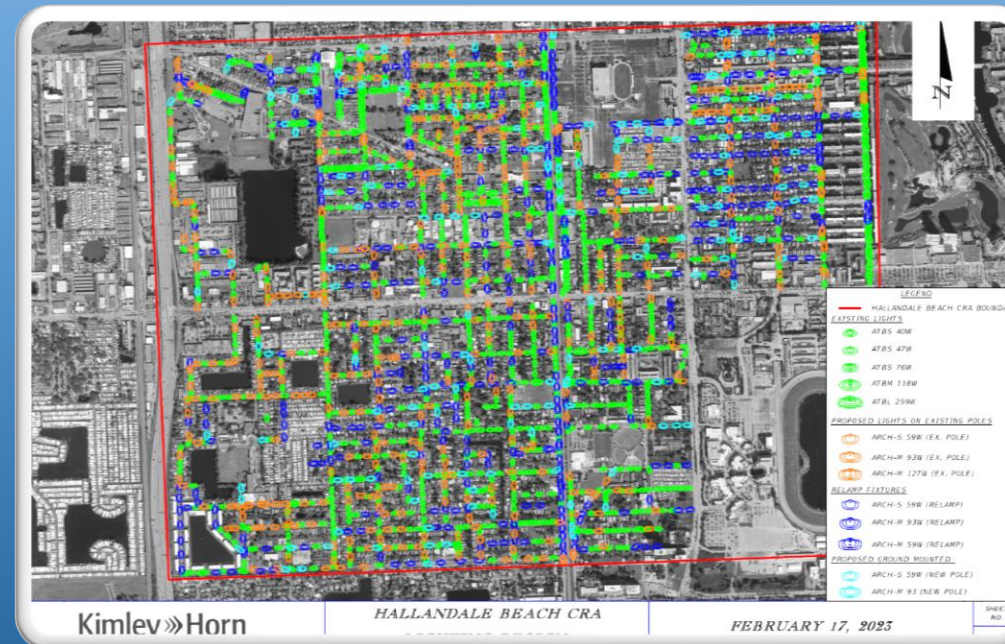 N
LEGEND
HALLANDALE BEACH CRA BOUNDA
EXISTING LIGHTS
ATBS 40W
ATBS 47W
ATBS 76W
ATBM 118W
ATBL 259W
PROPOSED LIGHTS ON EXISTING POLES
ARCH-S 59W (EX. POLE)
ARCH-M 93W (EX. POLE)
ARCH-M 127W (EX. POLE)
RELAMP FIXTURES
ARCH-S 59W (RELAMP)
ARCH-M 93W (RELAMP)
ARCH-M 59W (RELAMP)
PROPOSED GROUND MOUNTED
ARCH-S 59W (NEW POLE)
ARCH-M 93 (NEW POLE)
Kimley»Horn
HALLANDALE BEACH CRA
FEBRUARY 17, 2023
SHEET
NO.